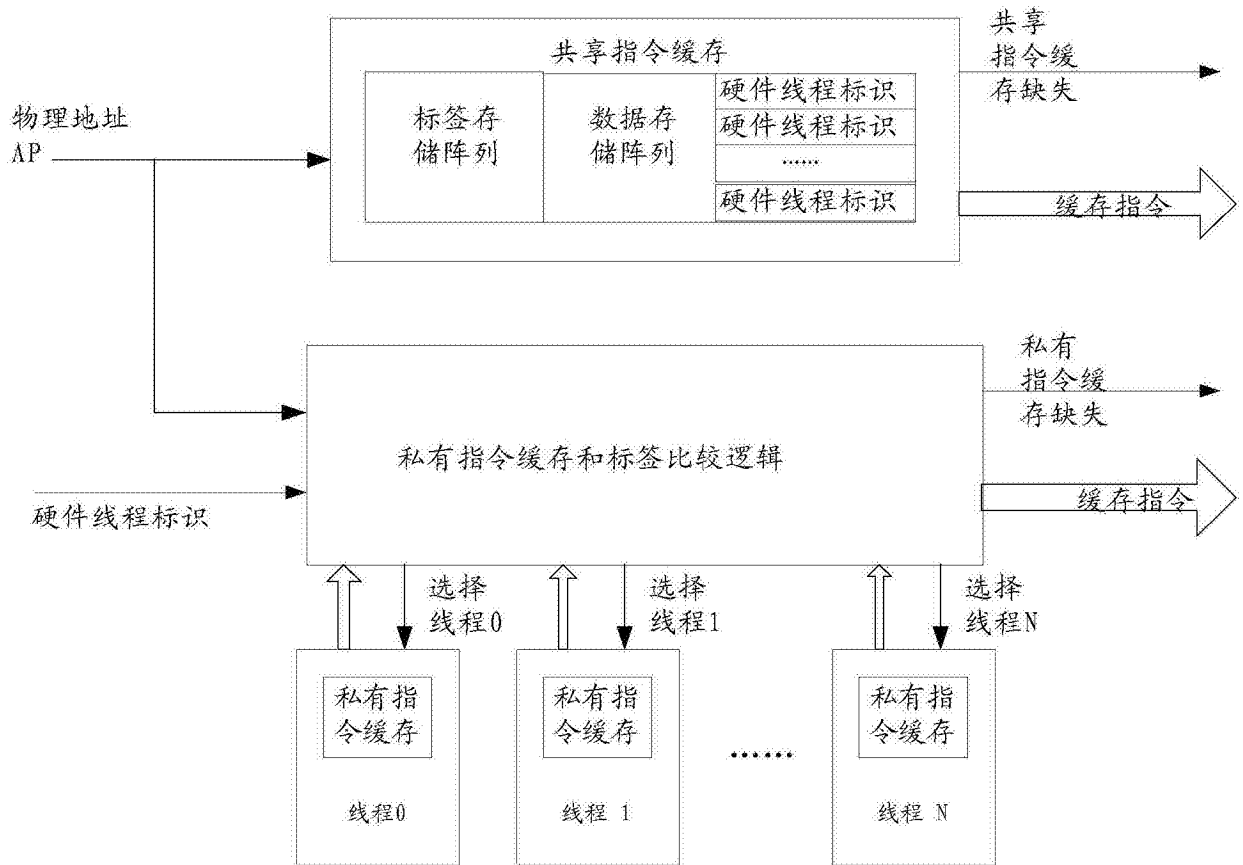 共享指令缓存
标签存
储阵列
数据存
储阵列
硬件线程标识
硬件线程标识
……
硬件线程标识
共享
指令缓
存缺失
物理地址
AP
缓存指令
私有
指令缓
存缺失
私有指令缓存和标签比较逻辑
缓存指令
硬件线程标识
选择
线程0
选择
线程1
选择
线程N
私有指
令缓存
线程0
私有指
令缓存
线程 1
……
私有指
令缓存
线程 N